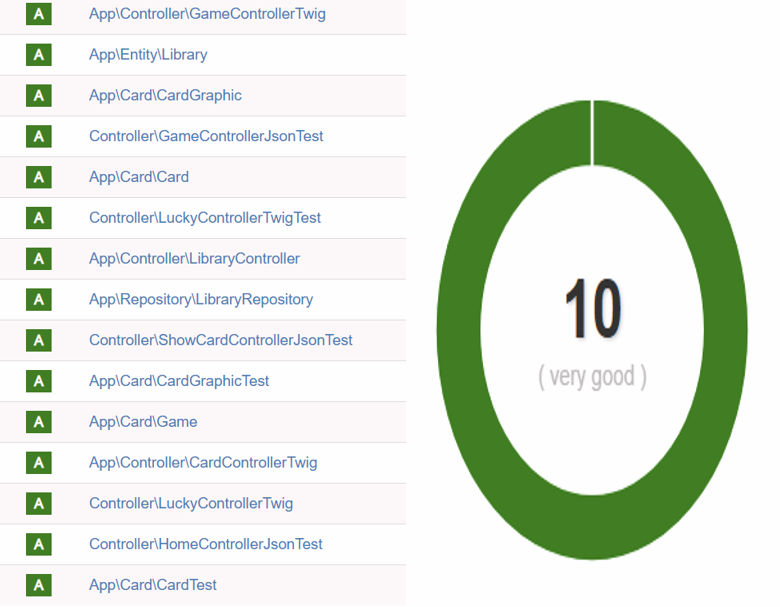 A App\Controller\GameControllerTwig
A App\Entity\Library
A App\Card\CardGraphic
A Controller\GameControllerJsonTest
A App\Card\Card
A Controller\LuckyControllerTwigTest
A App\Controller\LibraryController
A App\Repository\LibraryRepository
A Controller\ShowCardControllerJsonTest
A App\Card\CardGraphicTest
A App\Card\Game
A App\Controller\CardControllerTwig
A Controller\LuckyControllerTwig
A Controller\HomeControllerJsonTest
A App\Card\CardTest
10
( very good )